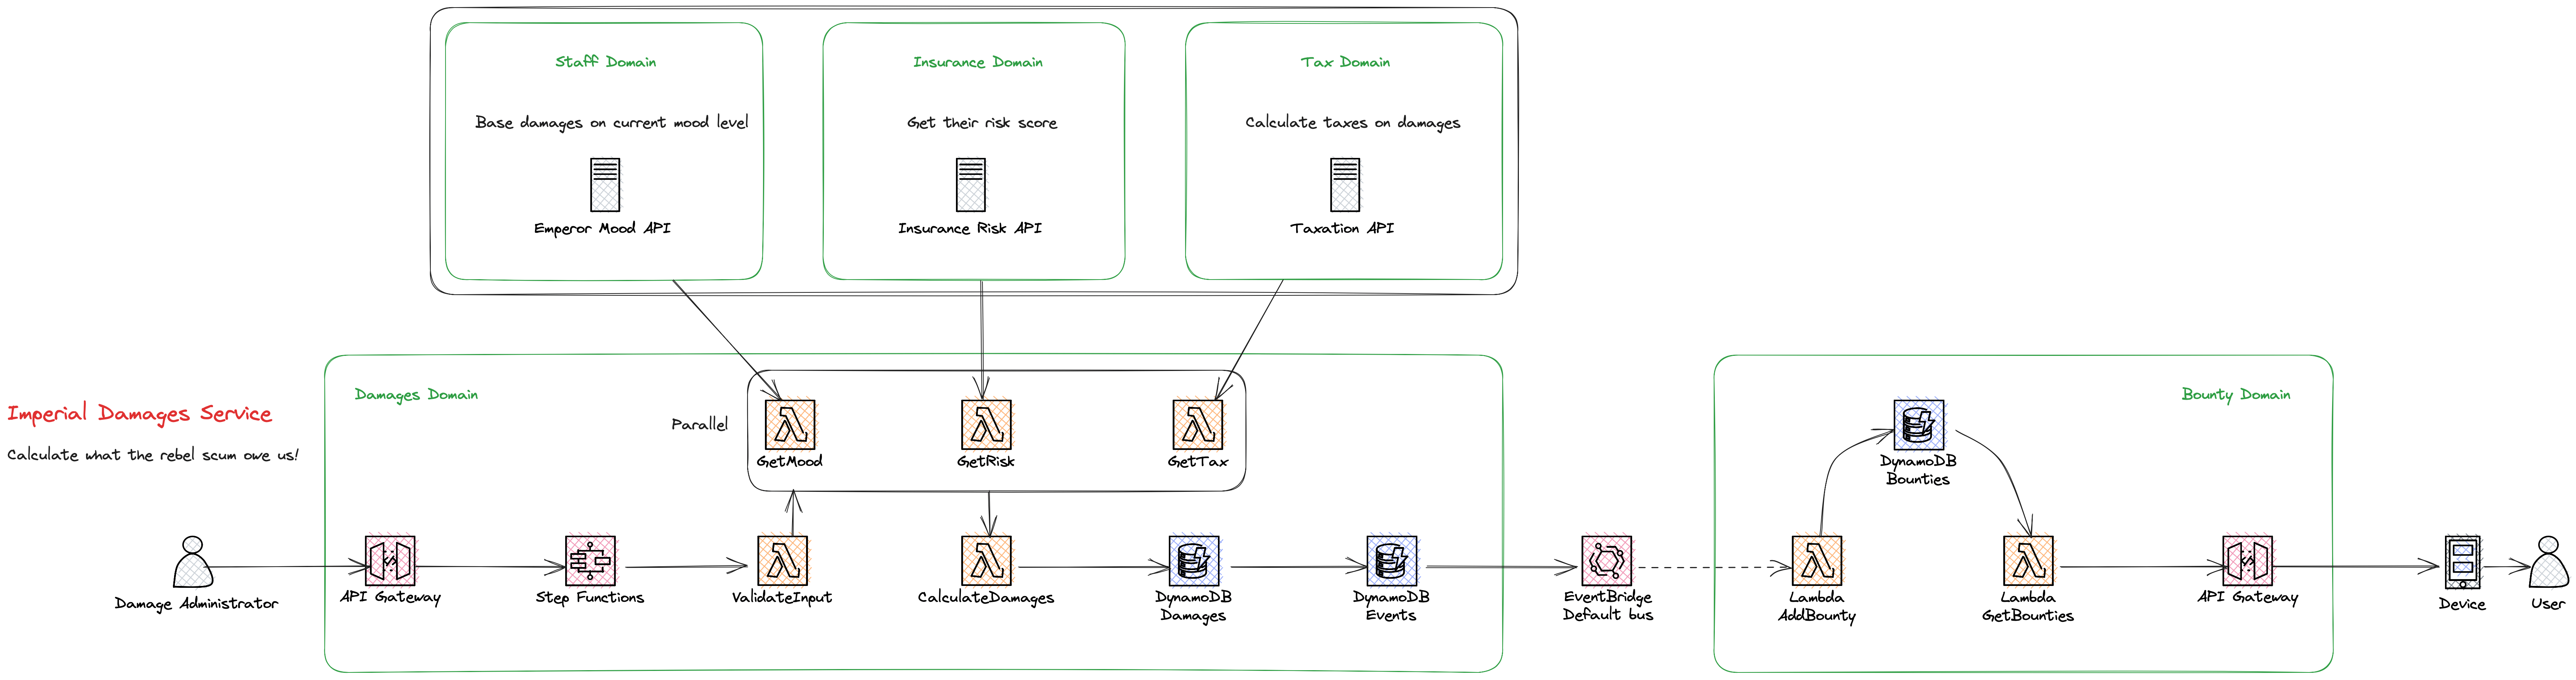 Staff Domain
Insurance Domain
Tax Domain
Base damages on current mood level
Get their risk score
Calculate taxes on damages
Emperor Mood API
Insurance Risk API
Taxation API
Imperial Damages Service
Calculate what the rebel scum owe us!
Damages Domain
Parallel
GetMood
GetRisk
GetTax
Bounty Domain
DynamoDB
Bounties
Damage Administrator
API Gateway
Step Functions
ValidateInput
CalculateDamages
DynamoDB
Damages
DynamoDB
Events
EventBridge
Default bus
Lambda
AddBounty
Lambda
GetBounties
API Gateway
Device
User